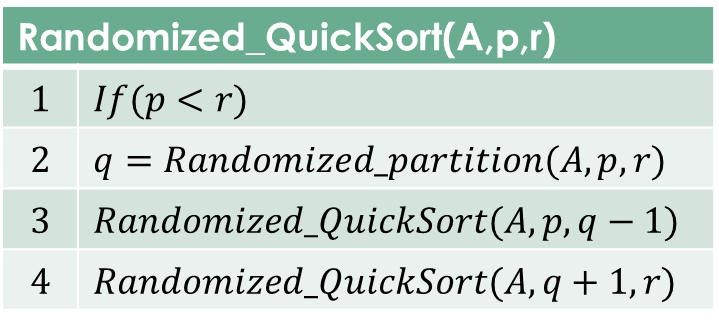 Randomized_QuickSort(A,p,r)
1 If(p < r)
2 q = Randomized_partition(A, p, r)
3 Randomized_QuickSort(A, p, q − 1)
4 Randomized_QuickSort(A, q + 1, r)